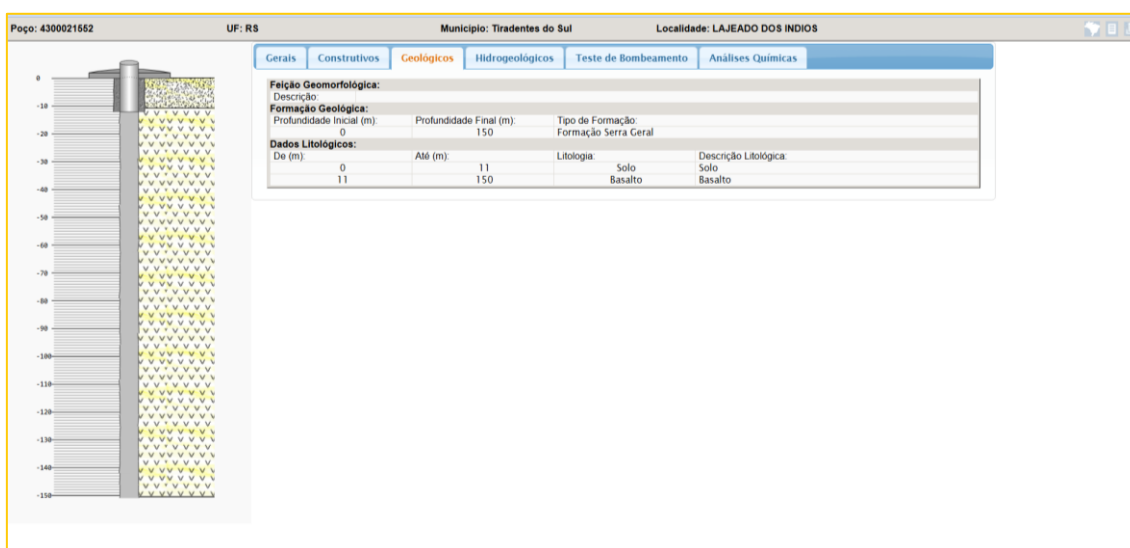 Poço: 4300021552 UF: RS Município: Tiradentes do Sul Localidade: LAJEADO DOS INDIOS
Gerais Construtivos Geológicos Hidrogeológicos Teste de Bombeamento Análises Químicas
Feição Geomorfológica:
Descrição:
Formação Geológica:
Profundidade Inicial (m): Profundidade Final (m): Tipo de Formação:
0 150 Formação Serra Geral
Dados Litológicos:
De (m): Até (m): Litologia: Descrição Litológica:
0 11 Solo Solo
11 150 Basalto Basalto
0
-10
-20
-30
-40
-50
-60
-70
-80
-90
-100
-110
-120
-130
-140
-150